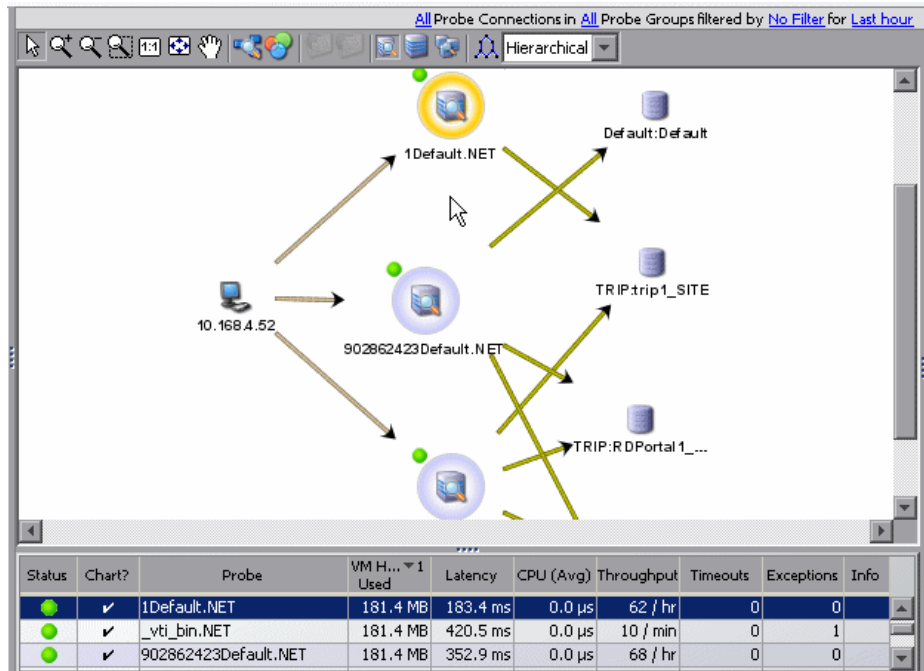 All Probe Connections in All Probe Groups filtered by No Filter for Last hour
1:1 Hierarchical
1Default.NET
Default:Default
TRIP:trip1_SITE
10.168.4.52
902862423Default.NET
TRIP:RDPortal1_...
Status Chart? Probe VM H... 1 Used Latency CPU (Avg) Throughput Timeouts Exceptions Info
1Default.NET 181.4 MB 183.4 ms 0.0 µs 62 / hr 0 0
_vti_bin.NET 181.4 MB 420.5 ms 0.0 µs 10 / min 0 1
902862423Default.NET 181.4 MB 352.9 ms 0.0 µs 68 / hr 0 0